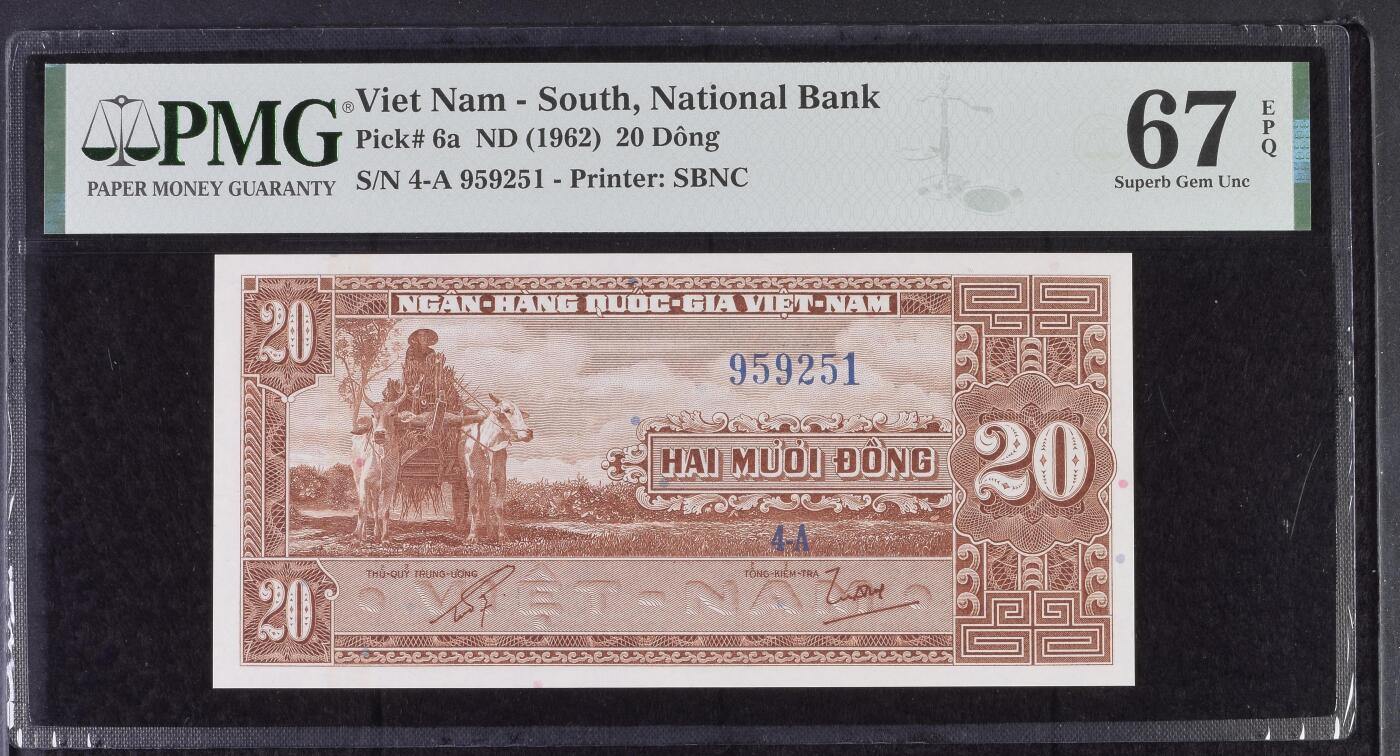 PMG®
PAPER MONEY GUARANTY
Viet Nam - South, National Bank
Pick# 6a ND (1962) 20 Dông
S/N 4-A 959251 - Printer: SBNC
67
EPQ
Superb Gem Unc
NGÂN-HÀNG QUỐC-GIA VIỆT-NAM
20
959251
HAI MƯƠI ĐỒNG
20
4-A
THỦ-QUỸ TRUNG-ƯƠNG
TỔNG-KIỂM-TRA
VIỆT-NAM
20